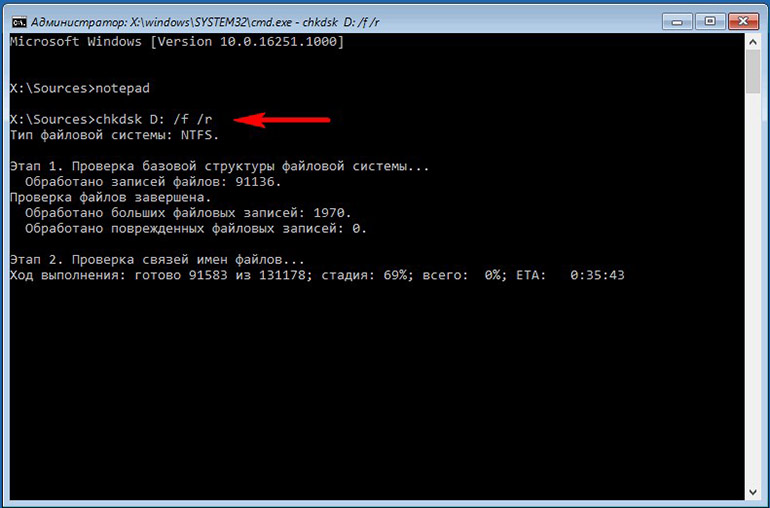 Администратор: X:\windows\SYSTEM32\cmd.exe - chkdsk D: /f /r
Microsoft Windows [Version 10.0.16251.1000]
X:\Sources>notepad
X:\Sources>chkdsk D: /f /r
Тип файловой системы: NTFS.
Этап 1. Проверка базовой структуры файловой системы...
Обработано записей файлов: 91136.
Проверка файлов завершена.
Обработано больших файловых записей: 1970.
Обработано поврежденных файловых записей: 0.
Этап 2. Проверка связей имен файлов...
Ход выполнения: готово 91583 из 131178; стадия: 69%; всего:  0%; ETA:   0:35:43